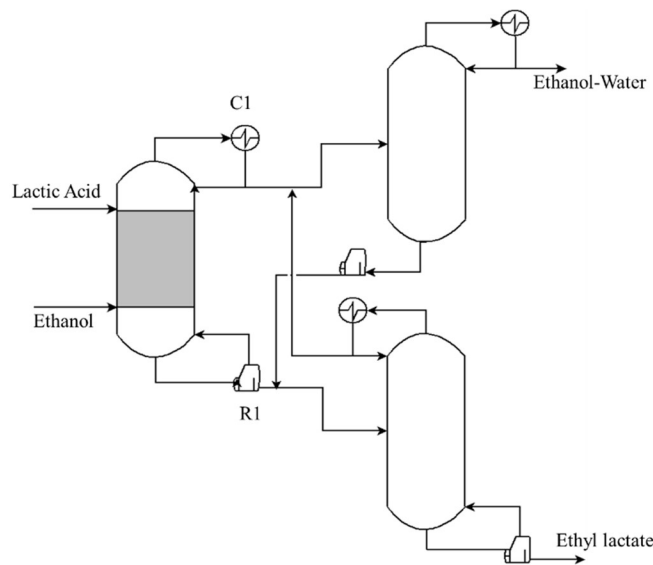 Ethanol-Water
C1
Lactic Acid
Ethanol
R1
Ethyl lactate